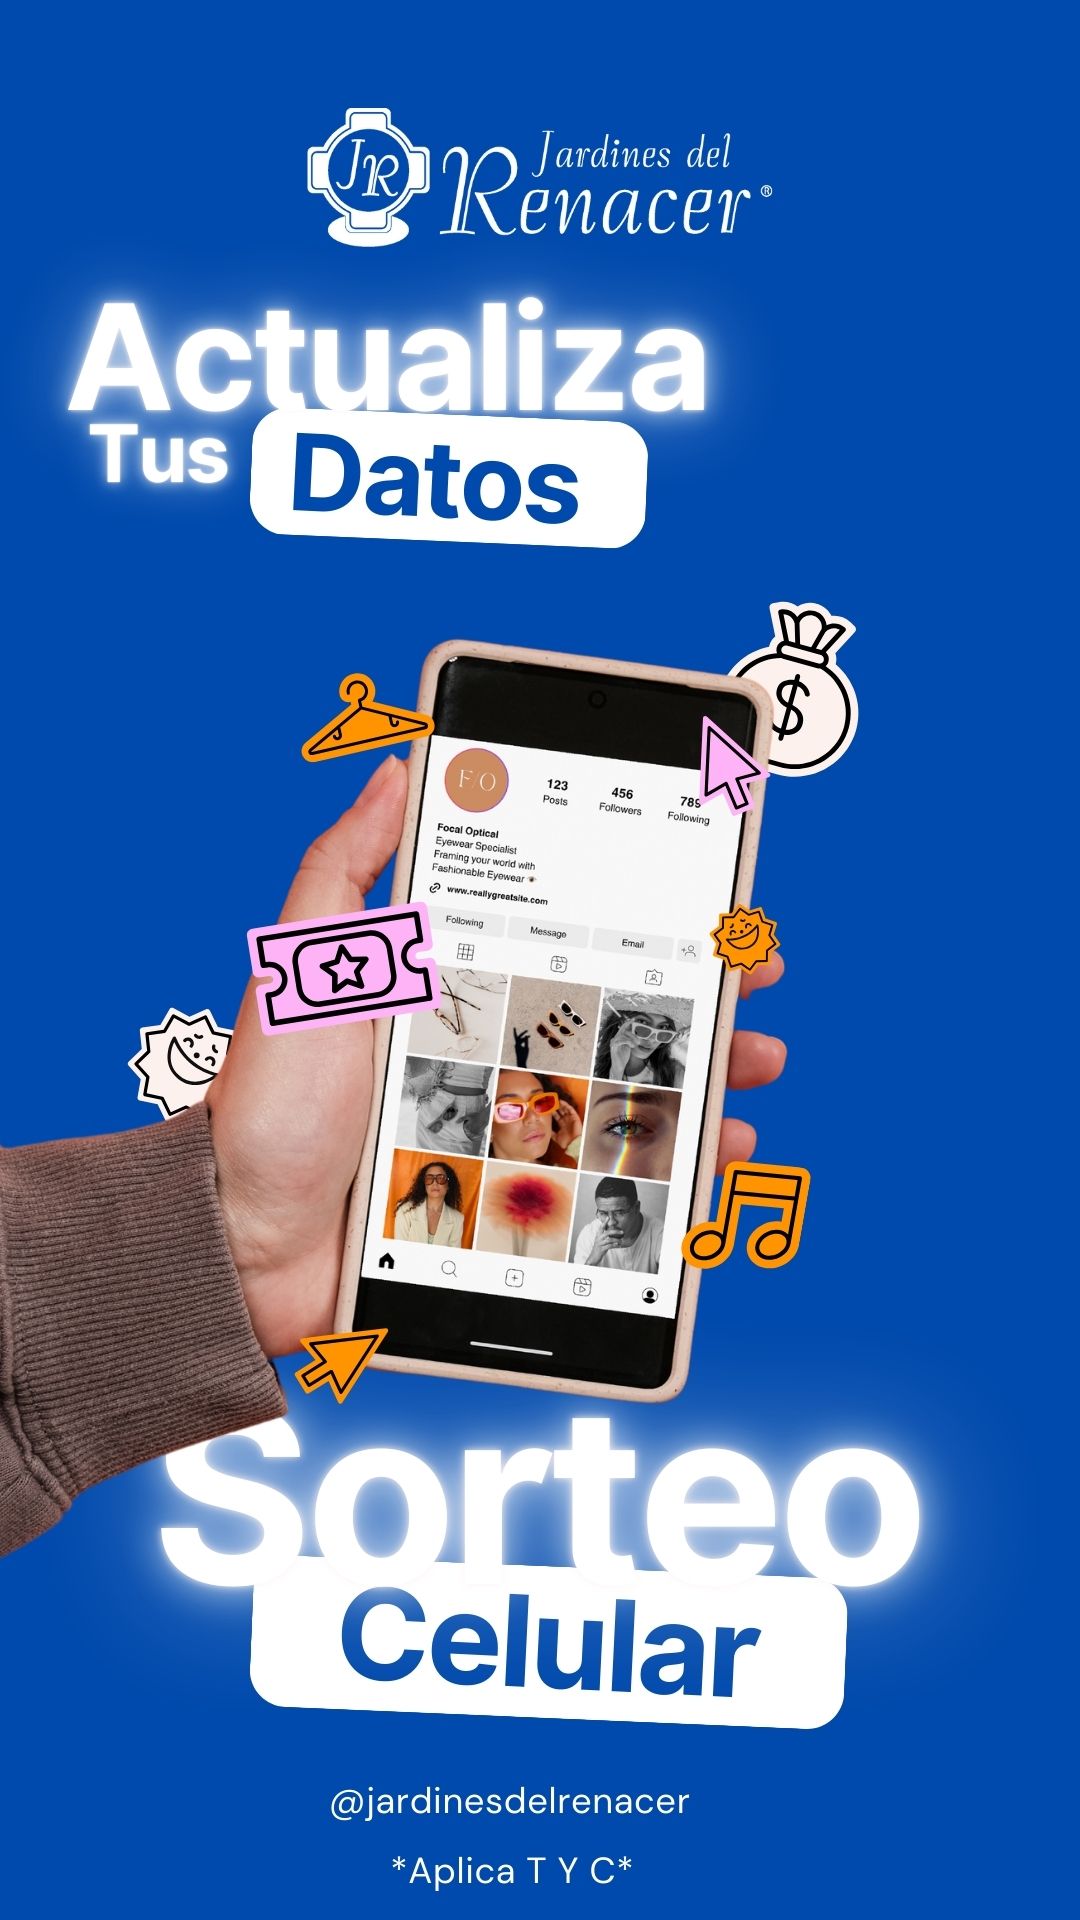 JR
Jardines del
Renacer®
Actualiza
Tus Datos
$
F/O
123
Posts
456
Followers
789
Following
Focal Optical
Eyewear Specialist
Framing your world with
Fashionable Eyewear
www.reallygreatsite.com
Following
Message
Email
Sorteo
Celular
@jardinesdelrenacer
*Aplica T Y C*